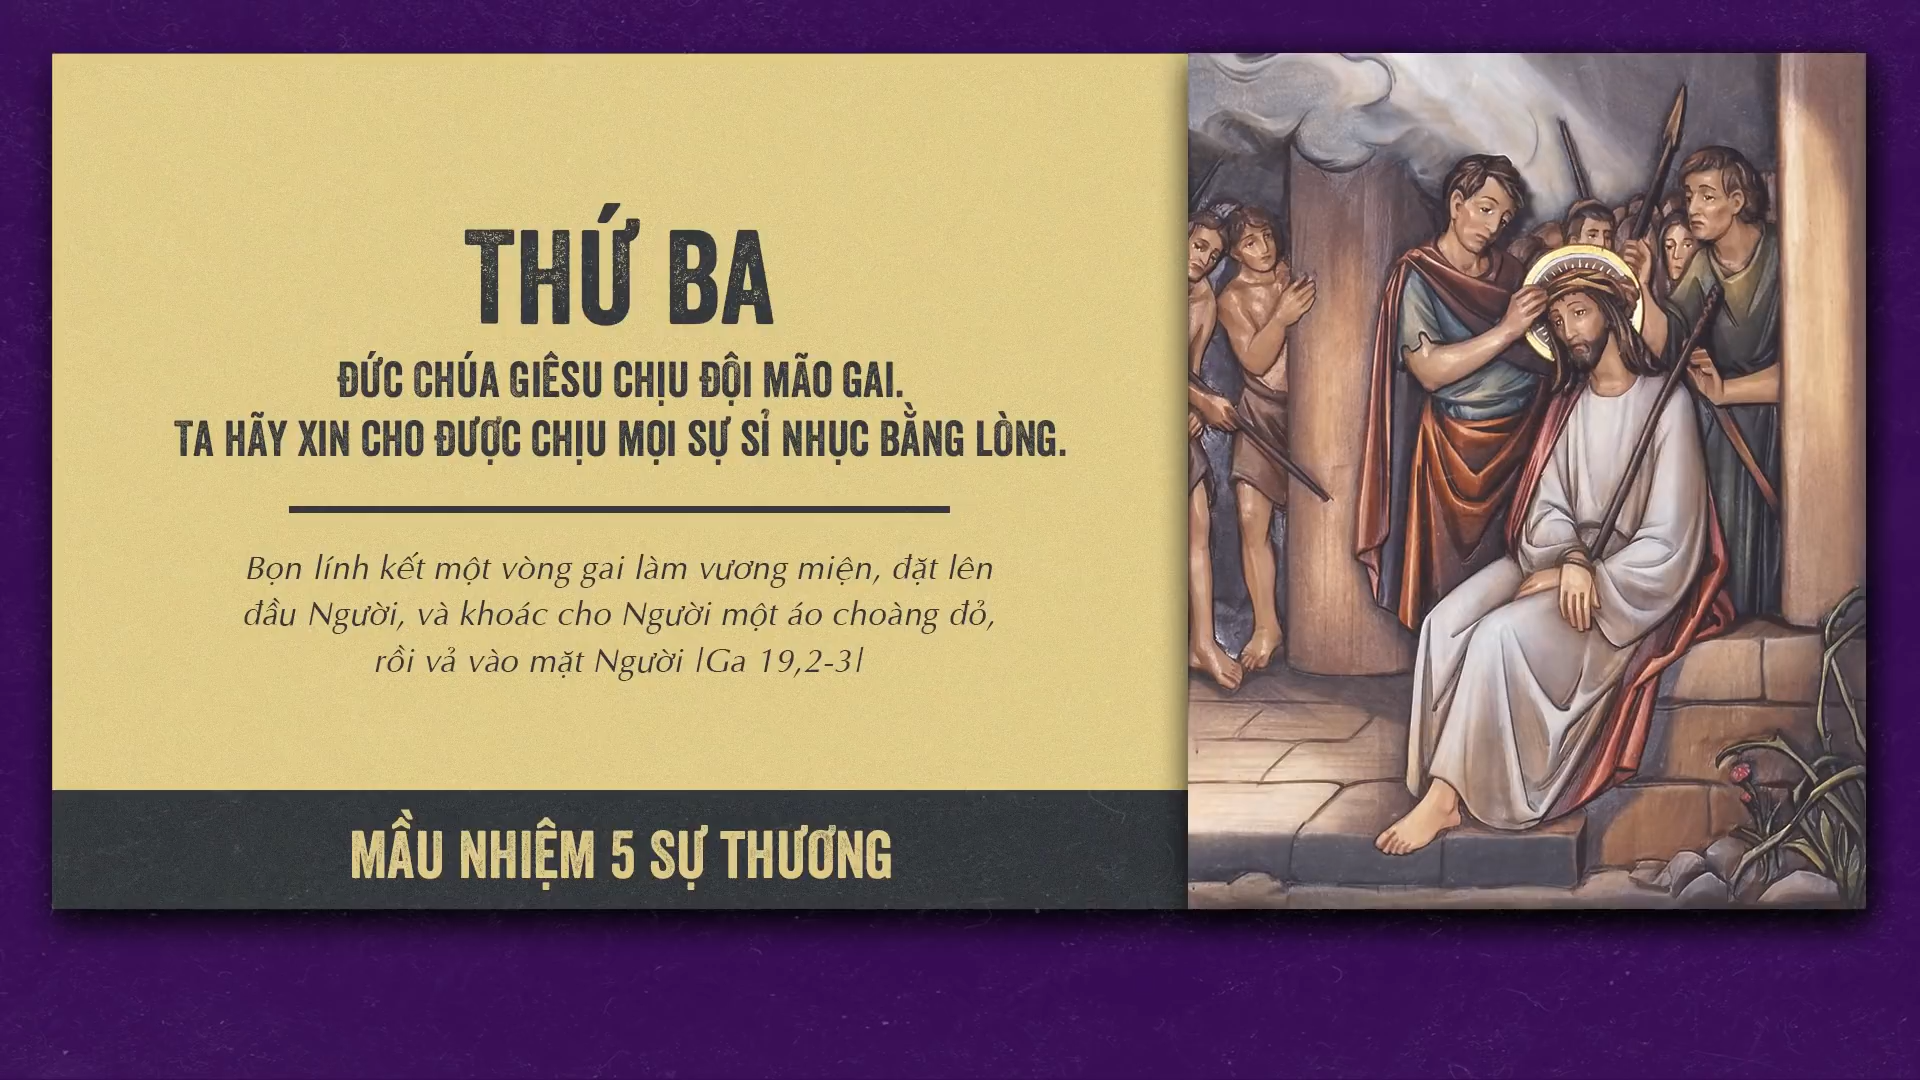 THỨ BA
ĐỨC CHÚA GIÊSU CHỊU ĐỘI MÃO GAI.
TA HÃY XIN CHO ĐƯỢC CHỊU MỌI SỰ SỈ NHỤC BẰNG LÒNG.
Bọn lính kết một vòng gai làm vương miện, đặt lên
đầu Người, và khoác cho Người một áo choàng đỏ,
rồi vả vào mặt Người |Ga 19,2-3|
MẦU NHIỆM 5 SỰ THƯƠNG